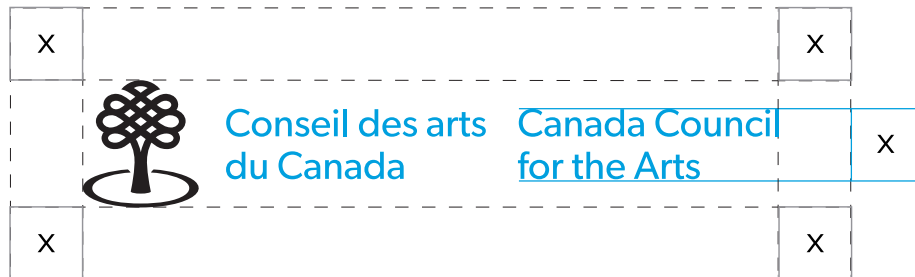 X X
Conseil des arts Canada Council
du Canada for the Arts
X
X X